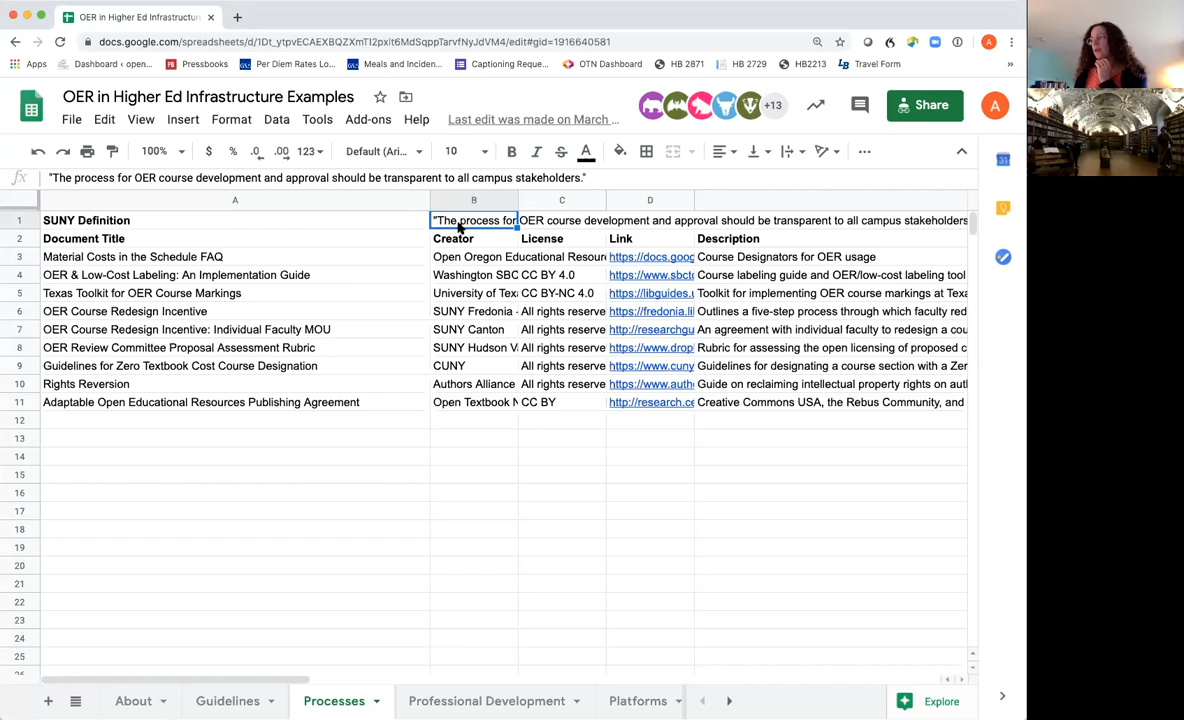 OER in Higher Ed Infrastructur
docs.google.com/spreadsheets/d/1Dt_ytpvECAEXBQZXmTI2pxit6MdSqppTarvfNyJdVM4/edit#gid=1916640581
Apps Dashboard ‹ open... Pressbooks Per Diem Rates Lo... Meals and Inciden... Captioning Reque... OTN Dashboard HB 2871 HB 2729 HB2213 Travel Form »
OER in Higher Ed Infrastructure Examples
+13 Share A
File Edit View Insert Format Data Tools Add-ons Help Last edit was made on March ...
100% $ % .0 .00 123 Default (Ari... 10 B I S A
fx "The process for OER course development and approval should be transparent to all campus stakeholders."
A B C D
1 SUNY Definition "The process for OER course development and approval should be transparent to all campus stakeholders
2 Document Title Creator License Link Description
3 Material Costs in the Schedule FAQ Open Oregon Educational Resour https://docs.goog Course Designators for OER usage
4 OER & Low-Cost Labeling: An Implementation Guide Washington SBC CC BY 4.0 https://www.sbctc Course labeling guide and OER/low-cost labeling tool
5 Texas Toolkit for OER Course Markings University of Texa CC BY-NC 4.0 https://libguides.u Toolkit for implementing OER course markings at Texa
6 OER Course Redesign Incentive SUNY Fredonia - All rights reserve https://fredonia.li Outlines a five-step process through which faculty red
7 OER Course Redesign Incentive: Individual Faculty MOU SUNY Canton All rights reserve http://researchgu An agreement with individual faculty to redesign a cou
8 OER Review Committee Proposal Assessment Rubric SUNY Hudson Va All rights reserve https://www.drop Rubric for assessing the open licensing of proposed c
9 Guidelines for Zero Textbook Cost Course Designation CUNY All rights reserve https://www.cuny Guidelines for designating a course section with a Zer
10 Rights Reversion Authors Alliance All rights reserve https://www.auth Guide on reclaiming intellectual property rights on aut
11 Adaptable Open Educational Resources Publishing Agreement Open Textbook N CC BY http://research.ce Creative Commons USA, the Rebus Community, and
12
13
14
15
16
17
18
19
20
21
22
23
24
25
About Guidelines Processes Professional Development Platforms Explore